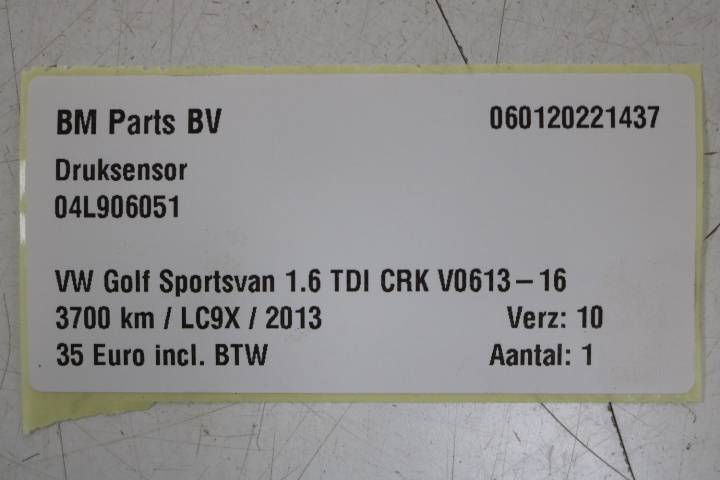 BM Parts BV 060120221437
Druksensor
04L906051
VW Golf Sportsvan 1.6 TDI CRK V0613-16
3700 km / LC9X / 2013 Verz: 10
35 Euro incl. BTW Aantal: 1